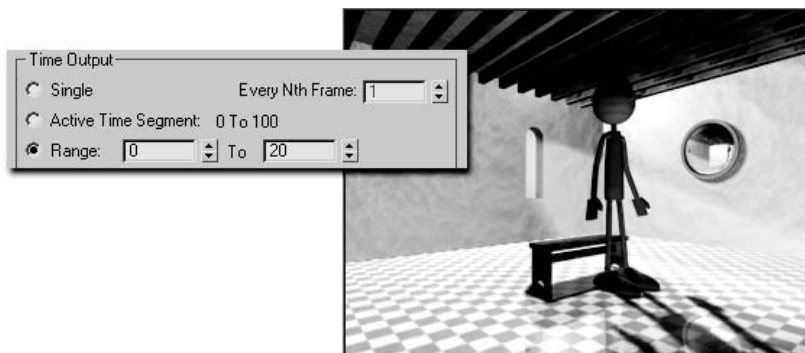 Time Output
Single Every Nth Frame: 1
Active Time Segment: 0 To 100
Range: 0 To 20